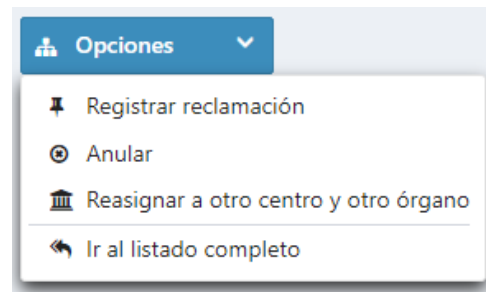 Opciones
Registrar reclamación
Anular
Reasignar a otro centro y otro órgano
Ir al listado completo